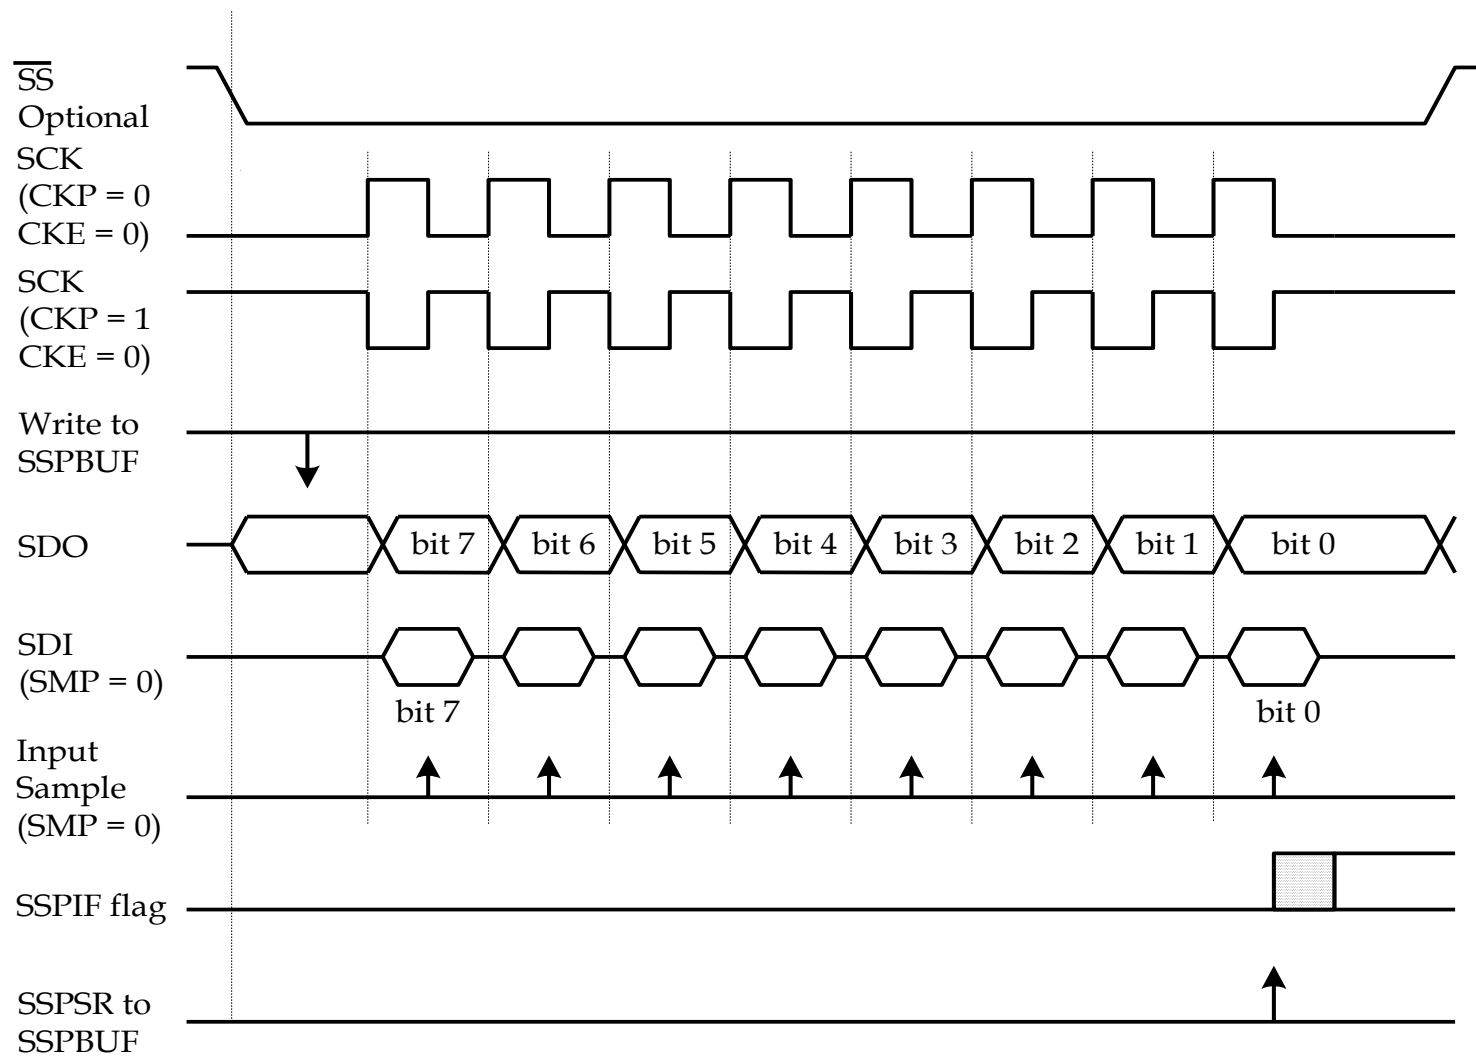 SS
Optional
SCK
(CKP = 0
CKE = 0)
SCK
(CKP = 1
CKE = 0)
Write to
SSPBUF
SDO
bit 7 bit 6 bit 5 bit 4 bit 3 bit 2 bit 1 bit 0
SDI
(SMP = 0)
bit 7 bit 0
Input
Sample
(SMP = 0)
SSPIF flag
SSPSR to
SSPBUF